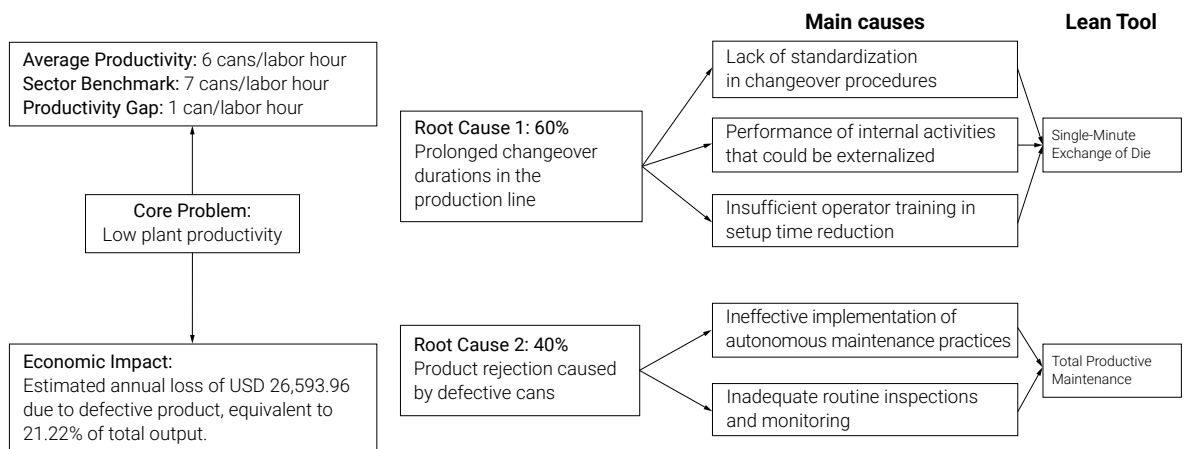 Main causes
Lean Tool
Average Productivity: 6 cans/labor hour
Sector Benchmark: 7 cans/labor hour
Productivity Gap: 1 can/labor hour
Core Problem:
Low plant productivity
Economic Impact:
Estimated annual loss of USD 26,593.96
due to defective product, equivalent to
21.22% of total output.
Root Cause 1: 60%
Prolonged changeover
durations in the
production line
Lack of standardization
in changeover procedures
Performance of internal activities
that could be externalized
Insufficient operator training in
setup time reduction
Single-Minute
Exchange of Die
Root Cause 2: 40%
Product rejection caused
by defective cans
Ineffective implementation of
autonomous maintenance practices
Inadequate routine inspections
and monitoring
Total Productive
Maintenance